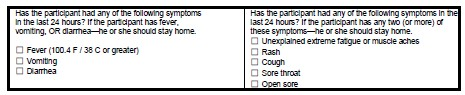 Has the participant had any of the following symptoms
in the last 24 hours? If the participant has fever,
vomiting, OR diarrhea—he or she should stay home.
☐ Fever (100.4 F / 38 C or greater)
☐ Vomiting
☐ Diarrhea
Has the participant had any of the following symptoms in the
last 24 hours? If the participant has any two (or more) of
these symptoms—he or she should stay home.
☐ Unexplained extreme fatigue or muscle aches
☐ Rash
☐ Cough
☐ Sore throat
☐ Open sore